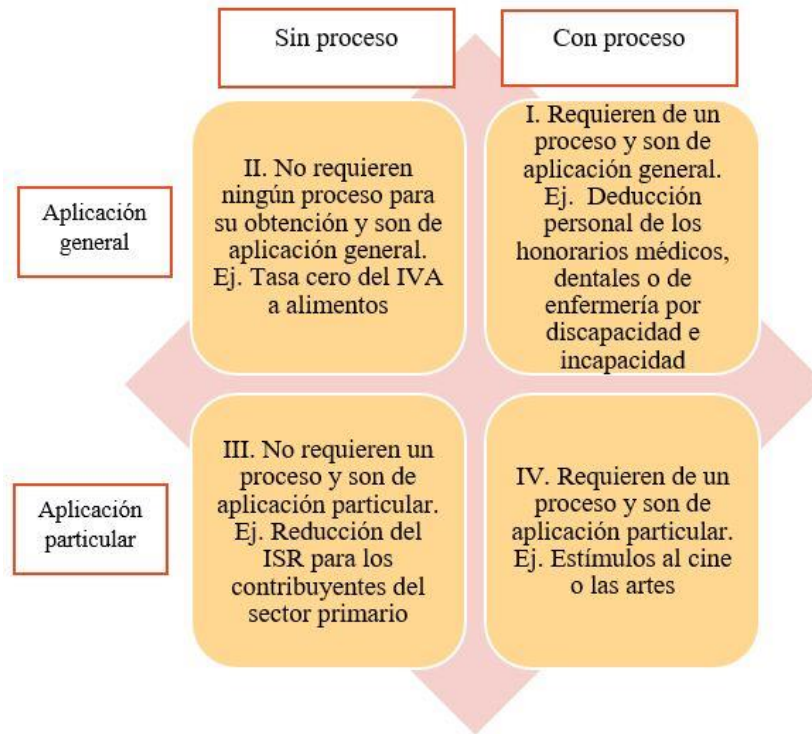 Sin proceso
Con proceso
Aplicación
general
II. No requieren
ningún proceso para
su obtención y son de
aplicación general.
Ej. Tasa cero del IVA
a alimentos
I. Requieren de un
proceso y son de
aplicación general.
Ej. Deducción
personal de los
honorarios médicos,
dentales o de
enfermería por
discapacidad e
incapacidad
Aplicación
particular
III. No requieren un
proceso y son de
aplicación particular.
Ej. Reducción del
ISR para los
contribuyentes del
sector primario
IV. Requieren de un
proceso y son de
aplicación particular.
Ej. Estímulos al cine
o las artes